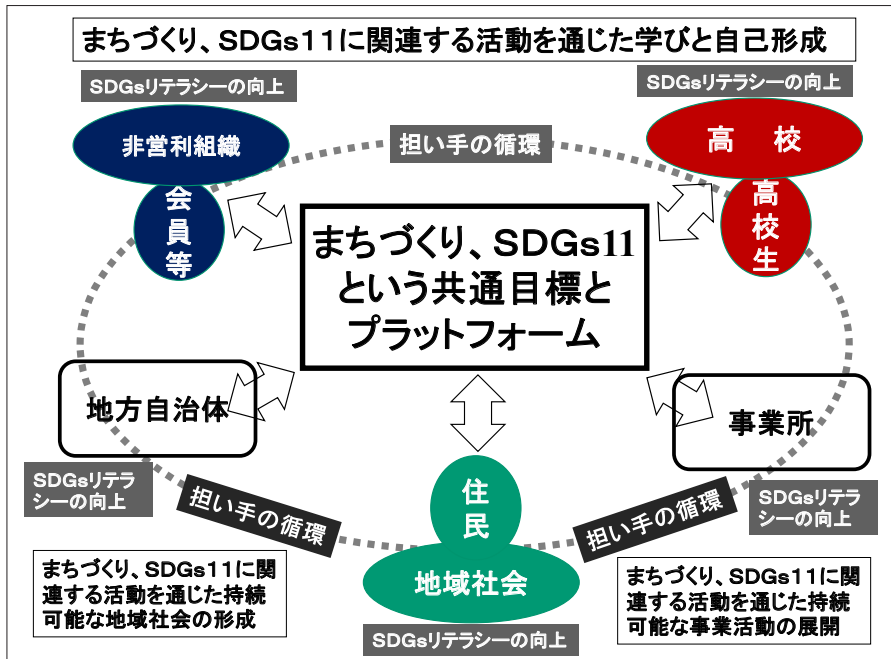 まちづくり、SDGs11に関連する活動を通じた学びと自己形成
SDGsリテラシーの向上
SDGsリテラシーの向上
非営利組織
担い手の循環
高校
会員等
高校生
まちづくり、SDGs11
という共通目標と
プラットフォーム
地方自治体
事業所
SDGsリテラ
シーの向上
住民
SDGsリテラ
シーの向上
担い手の循環
担い手の循環
まちづくり、SDGs11に関
連する活動を通じた持続
可能な地域社会の形成
地域社会
まちづくり、SDGs11に関
連する活動を通じた持続
可能な事業活動の展開
SDGsリテラシーの向上